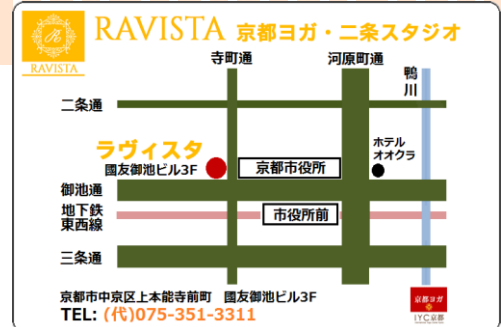 RAVISTA 京都ヨガ・二条スタジオ
RAVISTA
寺町通
河原町通
鴨川
二条通
ラヴィスタ
國友御池ビル3F
京都市役所
ホテル
オオクラ
御池通
地下鉄
東西線
市役所前
三条通
京都市中京区上本能寺前町 國友御池ビル3F
TEL: (代)075-351-3311
京都ヨガ
IYC京都